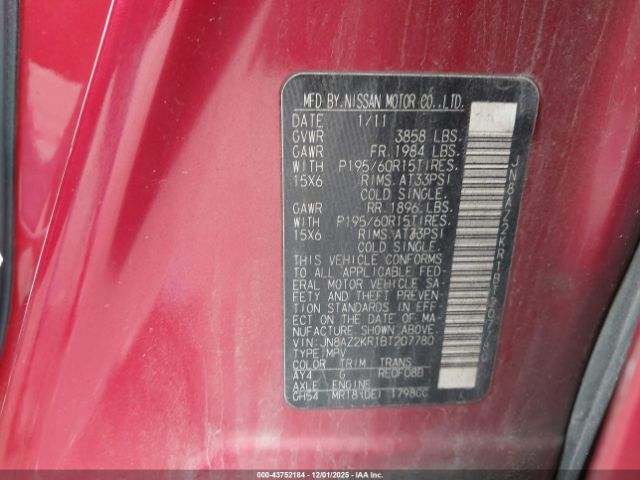 MFD BY NISSAN MOTOR CO.,LTD.
DATE 1/11
GVWR 3858 LBS.
GAWR FR 1984 LBS.
WITH P195/60R15TIRES.
15X6 RIMS.AT33PSI
COLD SINGLE.
GAWR RR 1896 LBS.
WITH P195/60R15TIRES.
15X6 RIMS.AT33PSI
COLD SINGLE.
THIS VEHICLE CONFORMS
TO ALL APPLICABLE FED-
ERAL MOTOR VEHICLE SA-
FETY AND THEFT PREVEN-
TION STANDARDS IN EFF-
ECT ON THE DATE OF MA-
NUFACTURE SHOWN ABOVE.
VIN:JN8AZ2KR1BT207780
TYPE:MPV
COLOR TRIM TRANS
AY4 G RE0F08B
AXLE ENGINE
GH54 MR18(DE) 1798CC
JN8AZ2KR1BT207780
000-43752184 • 12/01/2025 • IAA Inc.